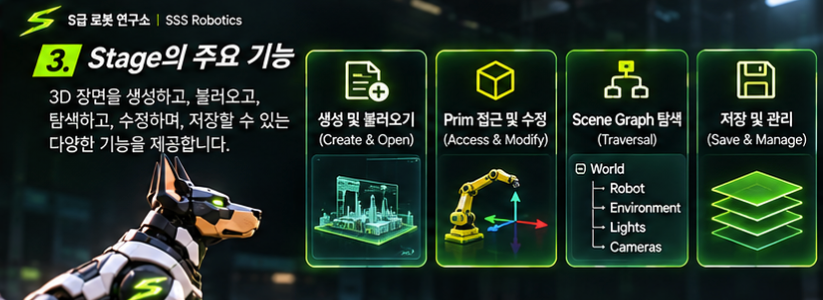 S급 로봇 연구소 | SSS Robotics
3. Stage의 주요 기능
3D 장면을 생성하고, 불러오고,
탐색하고, 수정하며, 저장할 수 있는
다양한 기능을 제공합니다.
생성 및 불러오기
(Create & Open)
Prim 접근 및 수정
(Access & Modify)
Scene Graph 탐색
(Traversal)
World
Robot
Environment
Lights
Cameras
저장 및 관리
(Save & Manage)